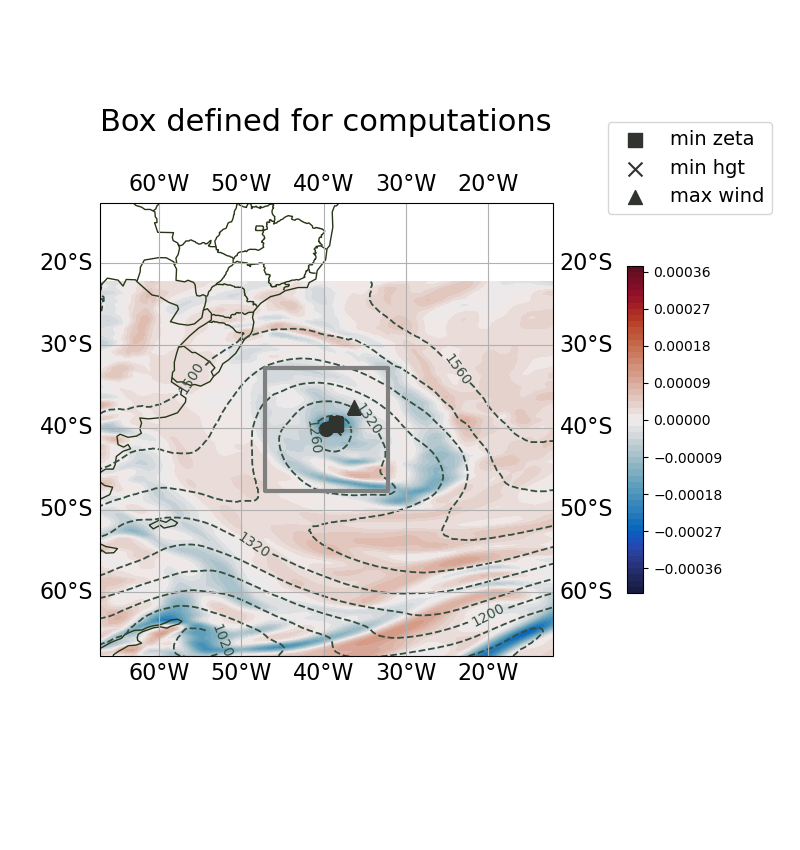 Box defined for computations
min zeta
min hgt
max wind
60°W 50°W 40°W 30°W 20°W
20°S 20°S
30°S 30°S
40°S 40°S
50°S 50°S
60°S 60°S
1500
1560
1320
1260
1320
1200
1020
60°W 50°W 40°W 30°W 20°W
0.00036
0.00027
0.00018
0.00009
0.00000
−0.00009
−0.00018
−0.00027
−0.00036